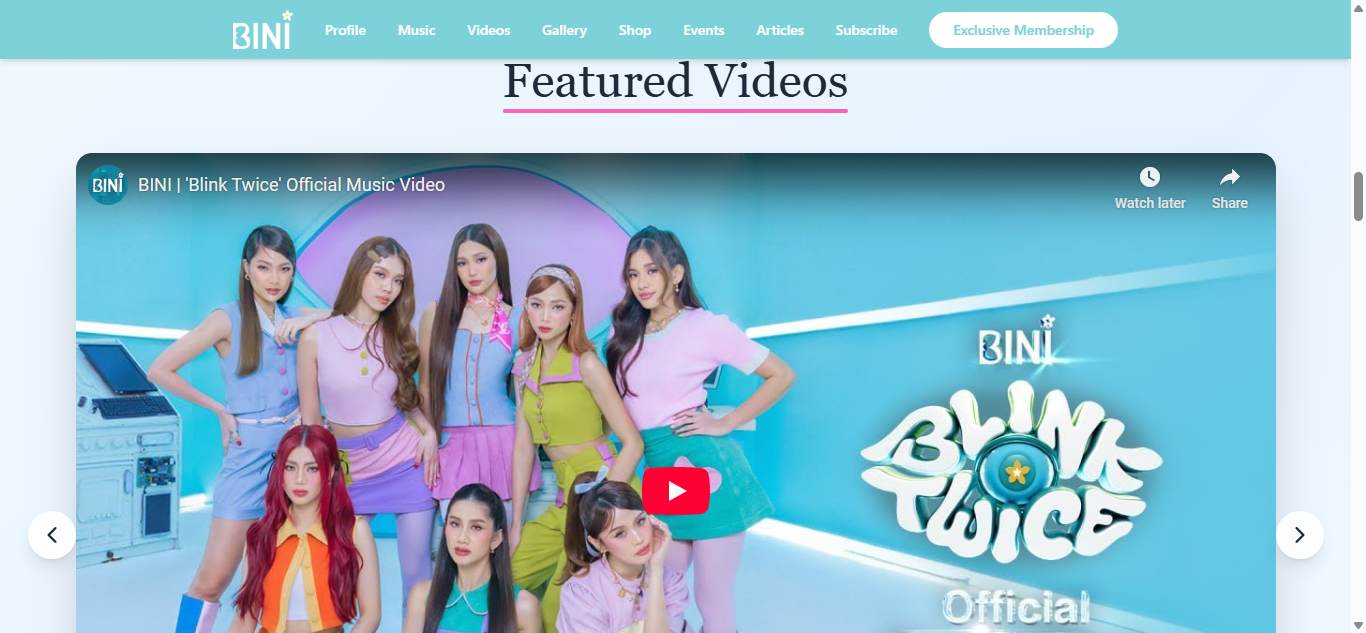 BINI
Profile
Music
Videos
Gallery
Shop
Events
Articles
Subscribe
Exclusive Membership
Featured Videos
BINI
BINI | 'Blink Twice' Official Music Video
Watch later
Share
BINI
BLINK
TWICE
Official